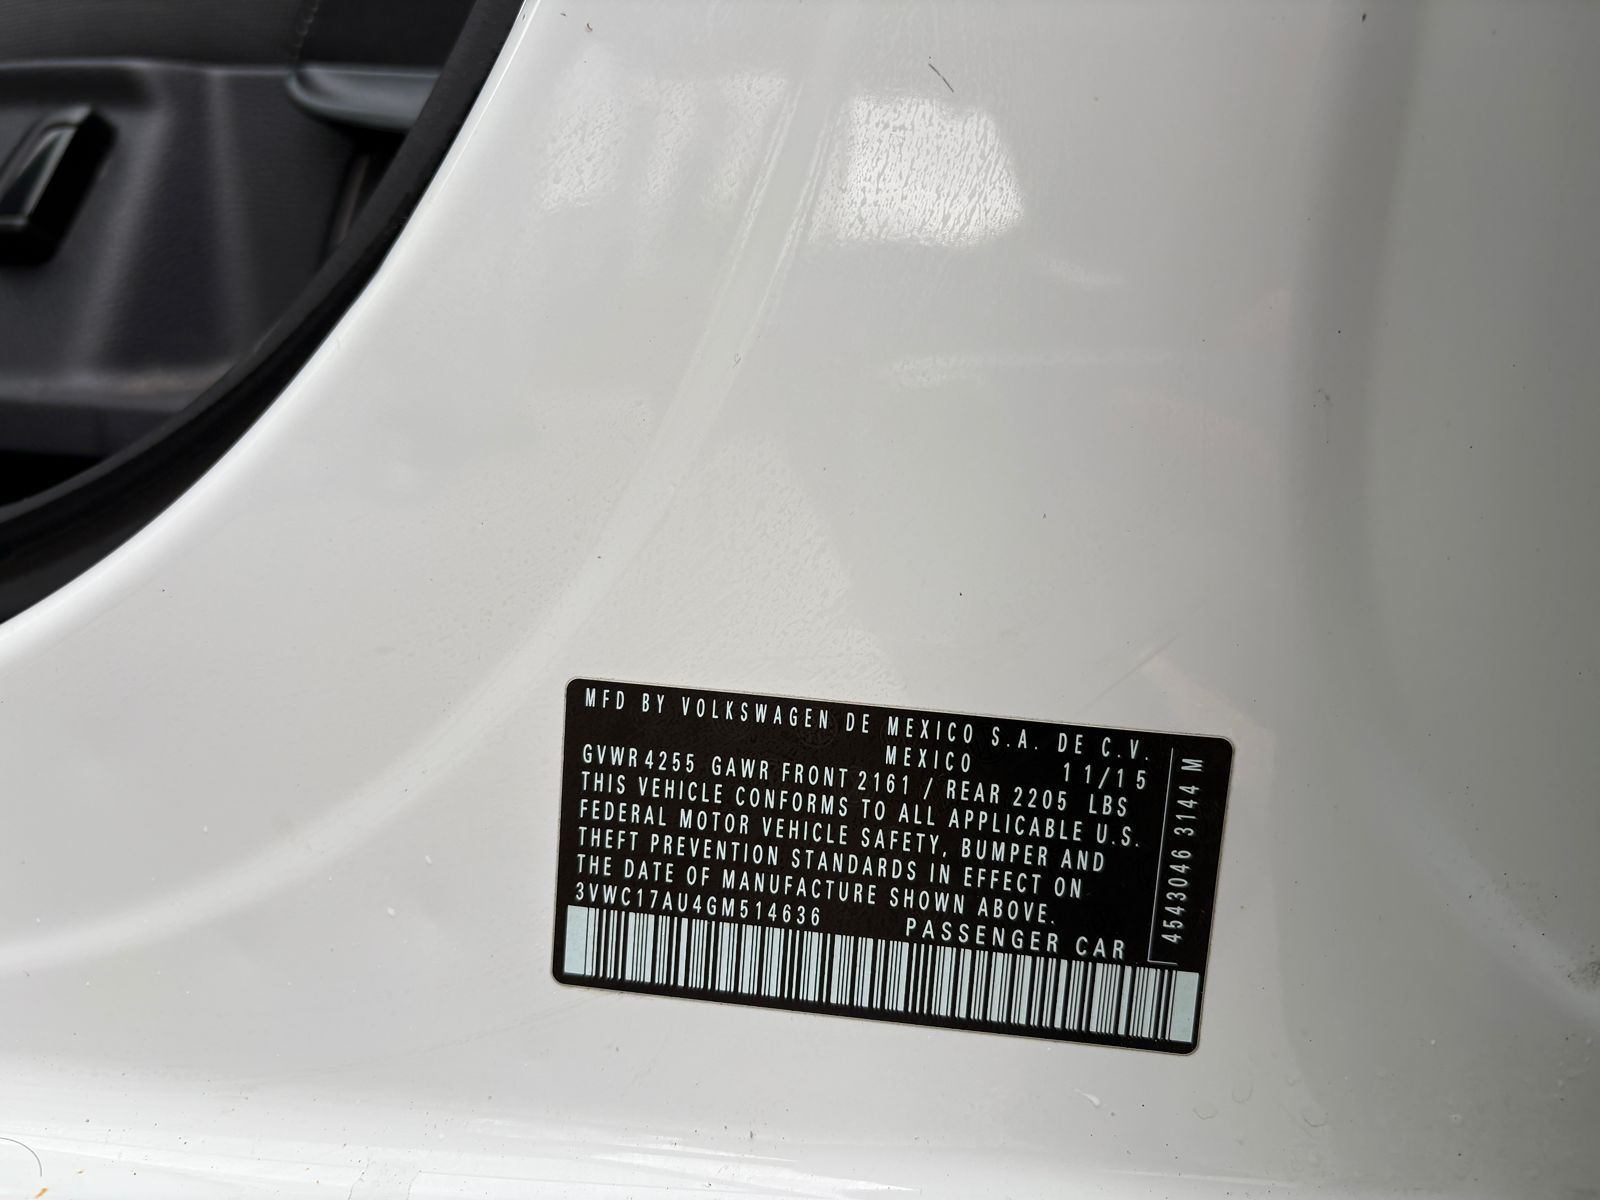 MFD BY VOLKSWAGEN DE MEXICO S.A. DE C.V.
MEXICO 11/15
GVWR 4255 GAWR FRONT 2161 / REAR 2205 LBS
THIS VEHICLE CONFORMS TO ALL APPLICABLE U.S.
FEDERAL MOTOR VEHICLE SAFETY, BUMPER AND
THEFT PREVENTION STANDARDS IN EFFECT ON
THE DATE OF MANUFACTURE SHOWN ABOVE.
3VWC17AU4GM514636 PASSENGER CAR
4543046 3144 M